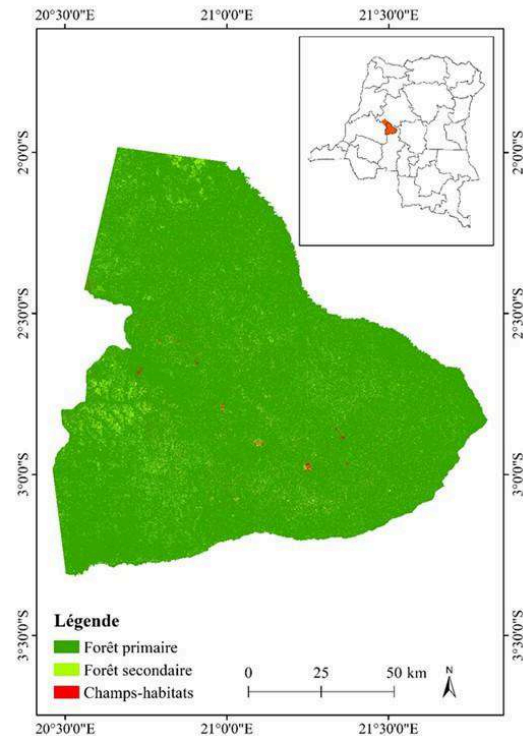 20°30'0"E 21°0'0"E 21°30'0"E
2°0'0"S 2°0'0"S
2°30'0"S 2°30'0"S
3°0'0"S 3°0'0"S
3°30'0"S 3°30'0"S
Légende
Forêt primaire
Forêt secondaire
Champs-habitats
0 25 50 km
N
20°30'0"E 21°0'0"E 21°30'0"E